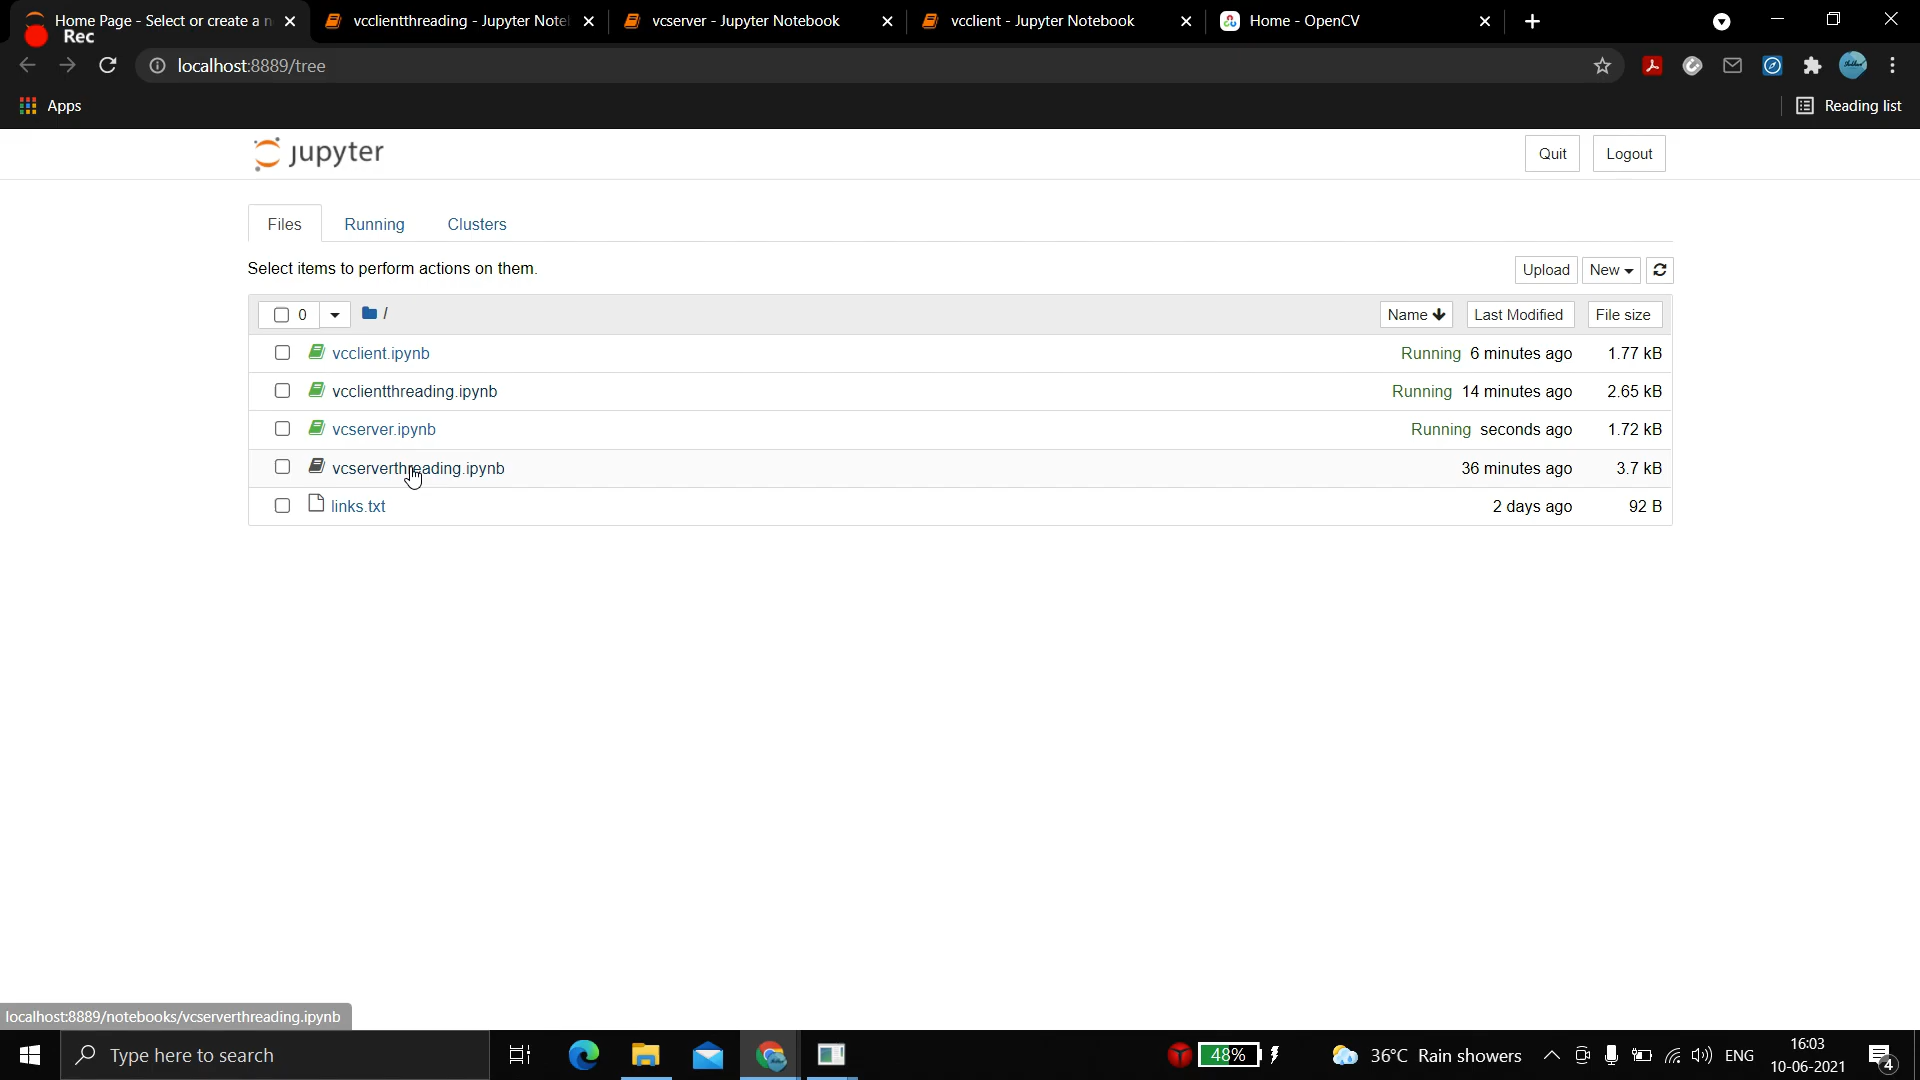 Home Page - Select or create a n
vcclientthreading - Jupyter Note
vcserver - Jupyter Notebook
vcclient - Jupyter Notebook
Home - OpenCV
Rec
localhost:8889/tree
Apps
Reading list
jupyter
Quit
Logout
Files
Running
Clusters
Select items to perform actions on them.
Upload
New
0
/
Name
Last Modified
File size
vcclient.ipynb
Running 6 minutes ago 1.77 kB
vcclientthreading.ipynb
Running 14 minutes ago 2.65 kB
vcserver.ipynb
Running seconds ago 1.72 kB
vcserverthreading.ipynb
36 minutes ago 3.7 kB
links.txt
2 days ago 92 B
localhost:8889/notebooks/vcserverthreading.ipynb
Type here to search
48%
36°C Rain showers
ENG
16:03
10-06-2021
4